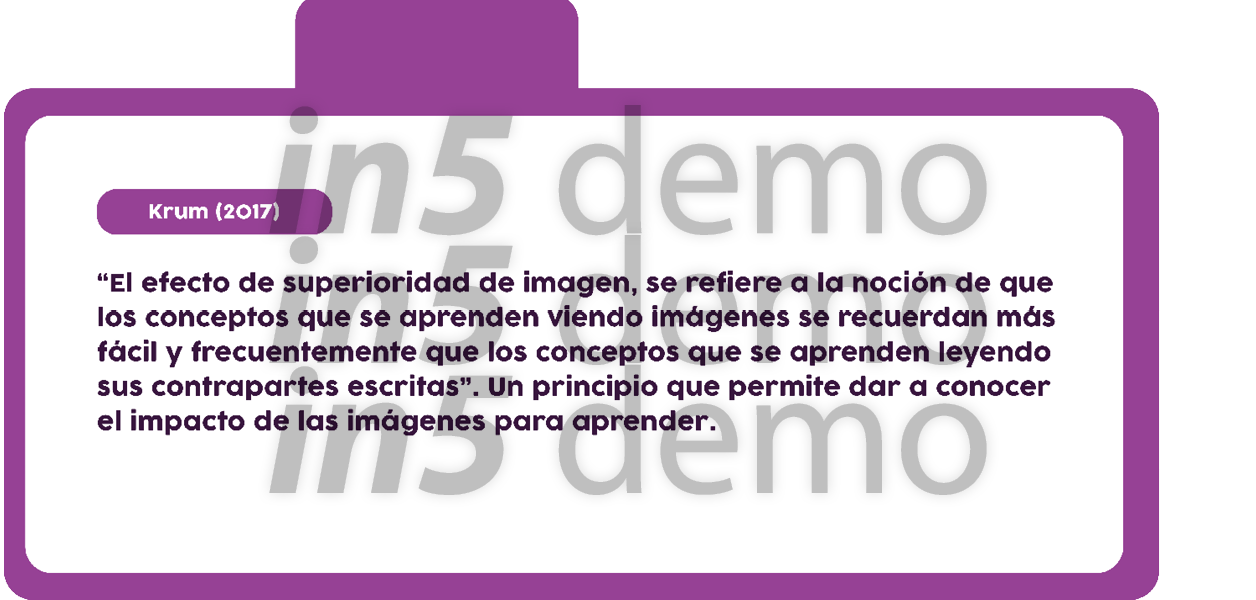 in5 demo
Krum (2017)
in5 demo
“El efecto de superioridad de imagen, se refiere a la noción de que
los conceptos que se aprenden viendo imágenes se recuerdan más
fácil y frecuentemente que los conceptos que se aprenden leyendo
in5 demo
sus contrapartes escritas”. Un principio que permite dar a conocer
el impacto de las imágenes para aprender.